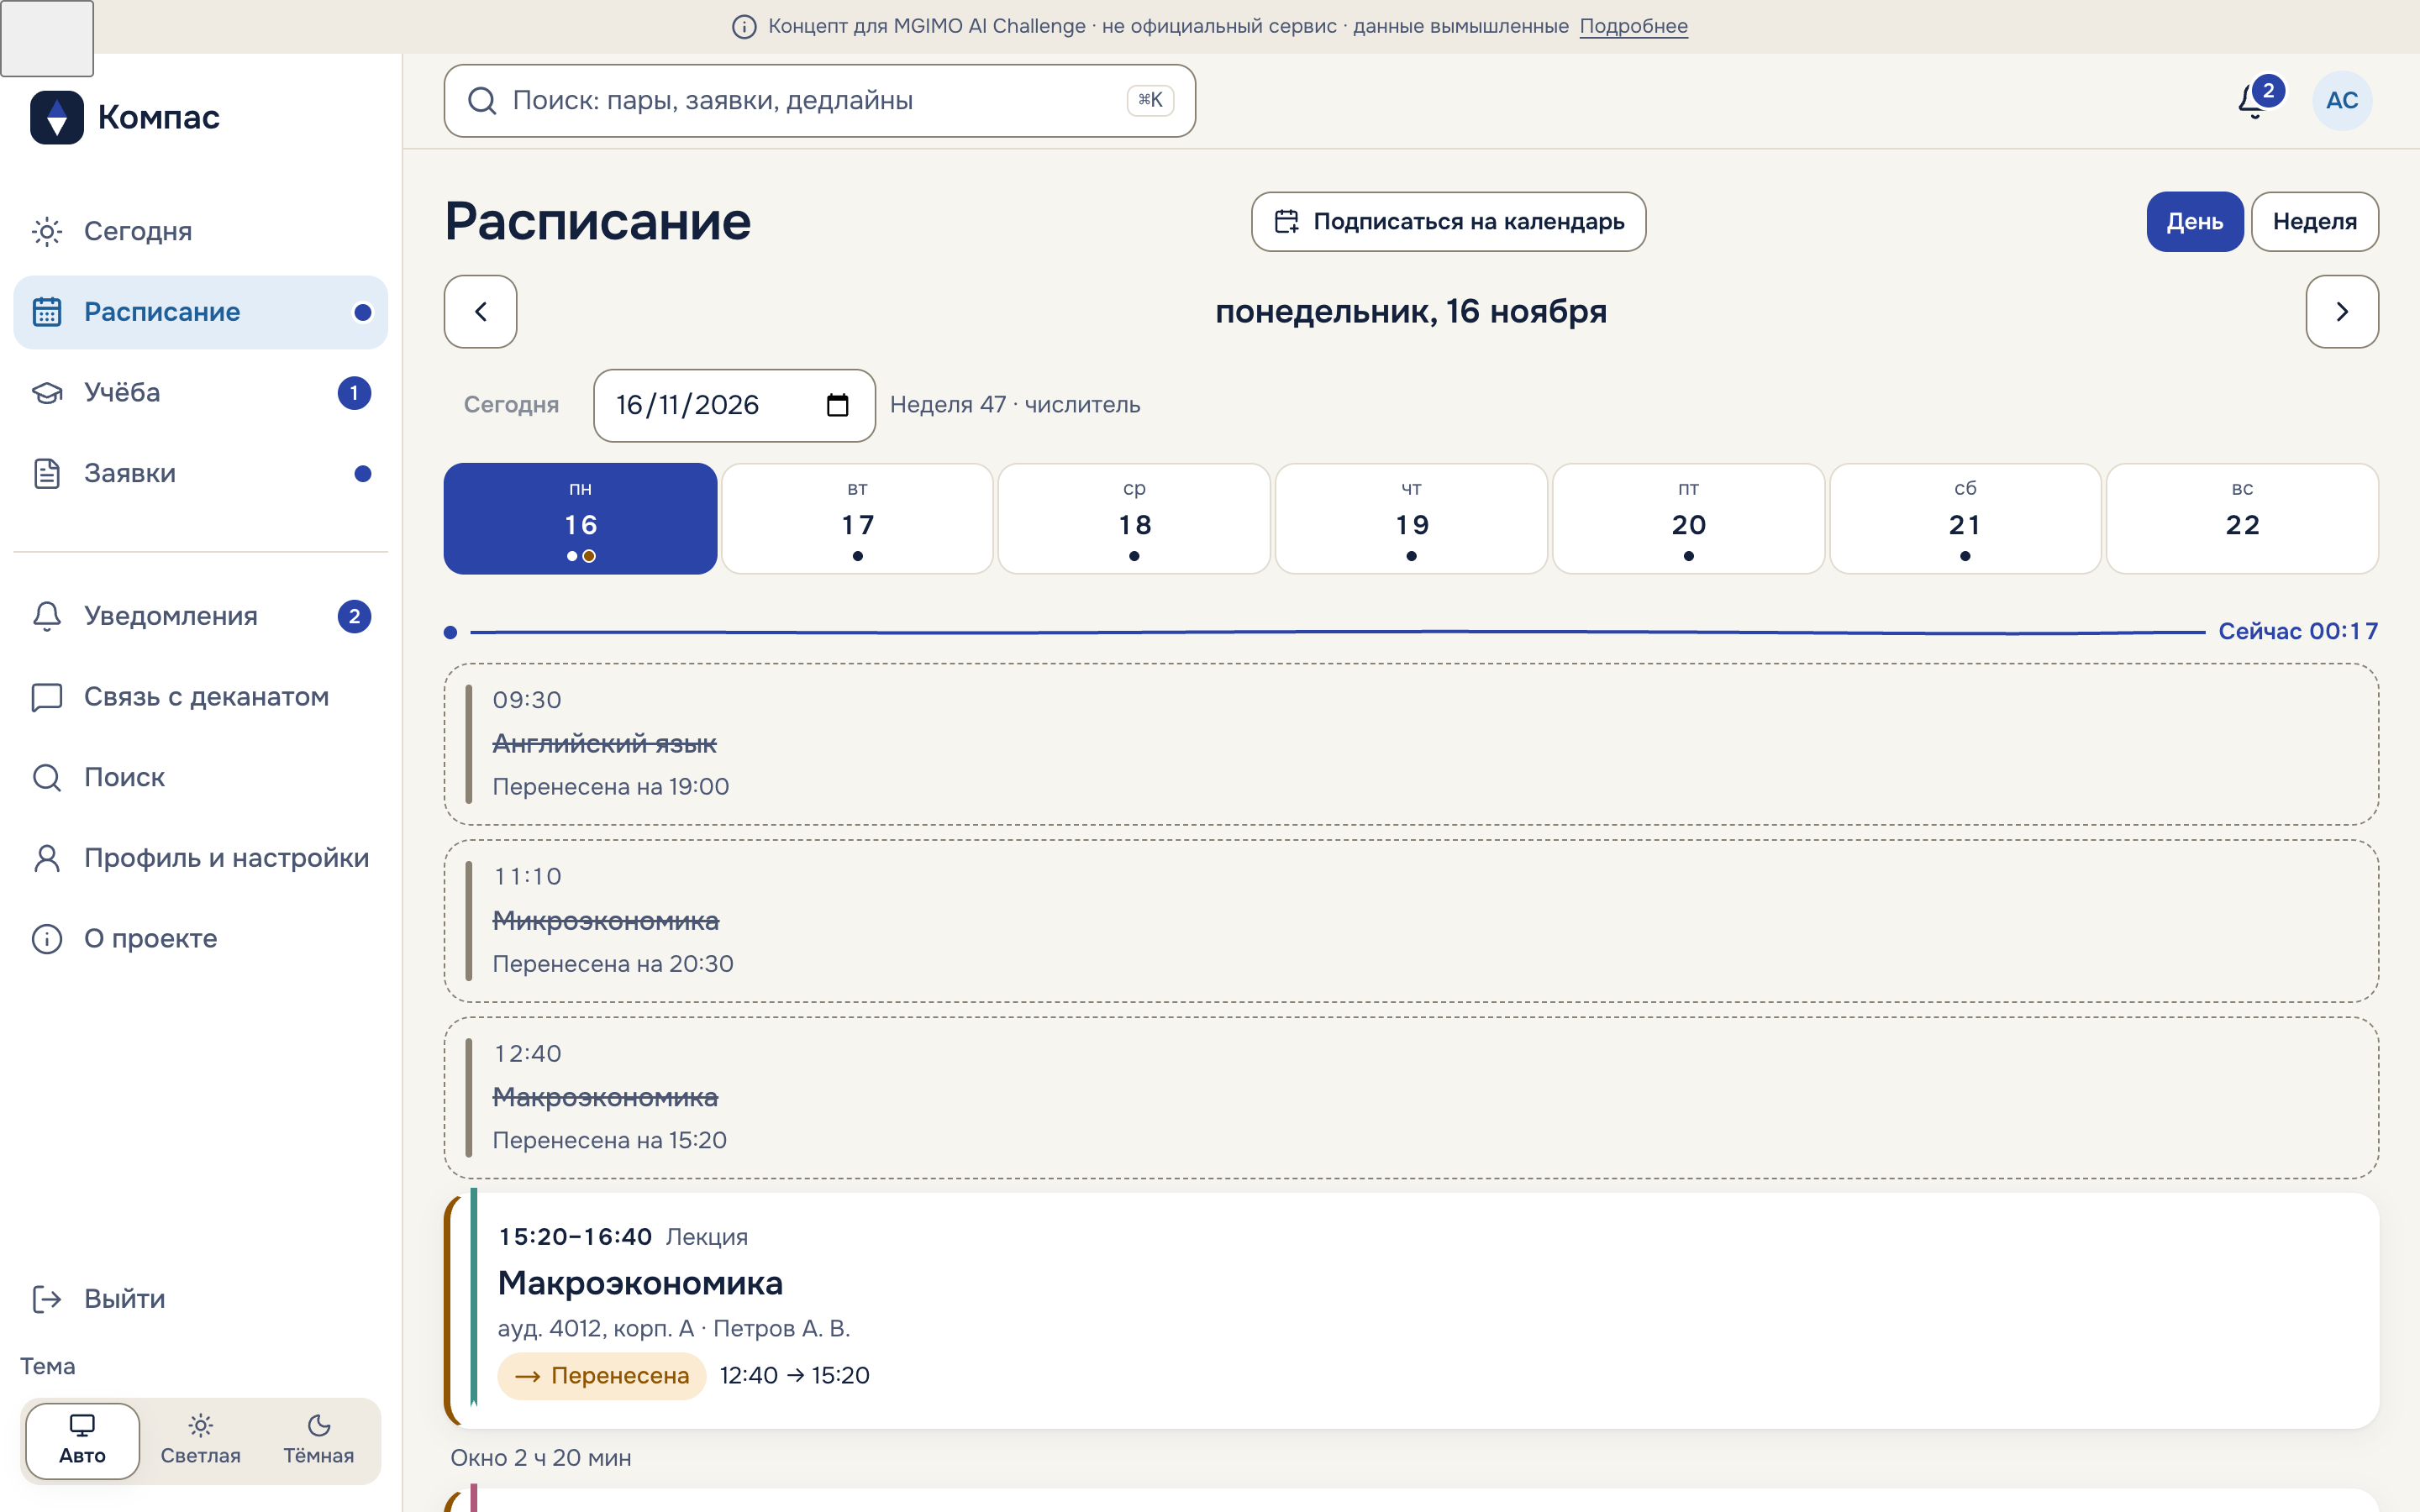 Концепт для MGIMO AI Challenge · не официальный сервис · данные вымышленные Подробнее
Компас
Поиск: пары, заявки, дедлайны ⌘K
2
АС
Сегодня
Расписание
Учёба 1
Заявки
Уведомления 2
Связь с деканатом
Поиск
Профиль и настройки
О проекте
Выйти
Тема
Авто Светлая Тёмная
Расписание
Подписаться на календарь
День Неделя
понедельник, 16 ноября
Сегодня 16/11/2026 Неделя 47 · числитель
пн вт ср чт пт сб вс
16 17 18 19 20 21 22
Сейчас 00:17
09:30
Английский язык
Перенесена на 19:00
11:10
Микроэкономика
Перенесена на 20:30
12:40
Макроэкономика
Перенесена на 15:20
15:20–16:40 Лекция
Макроэкономика
ауд. 4012, корп. А · Петров А. В.
→ Перенесена 12:40 → 15:20
Окно 2 ч 20 мин